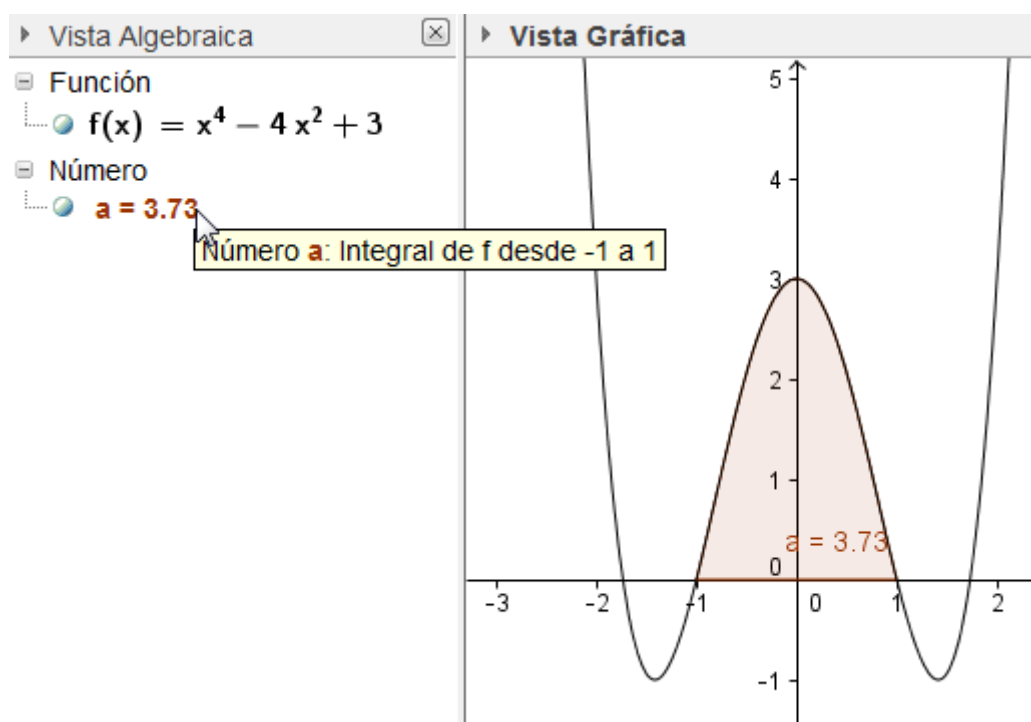 Vista Algebraica
Función
f(x) = x⁴ − 4 x² + 3
Número
a = 3.73
Número a: Integral de f desde -1 a 1
Vista Gráfica
5
4
3
2
1
a = 3.73
0
-3 -2 -1 0 1 2
-1